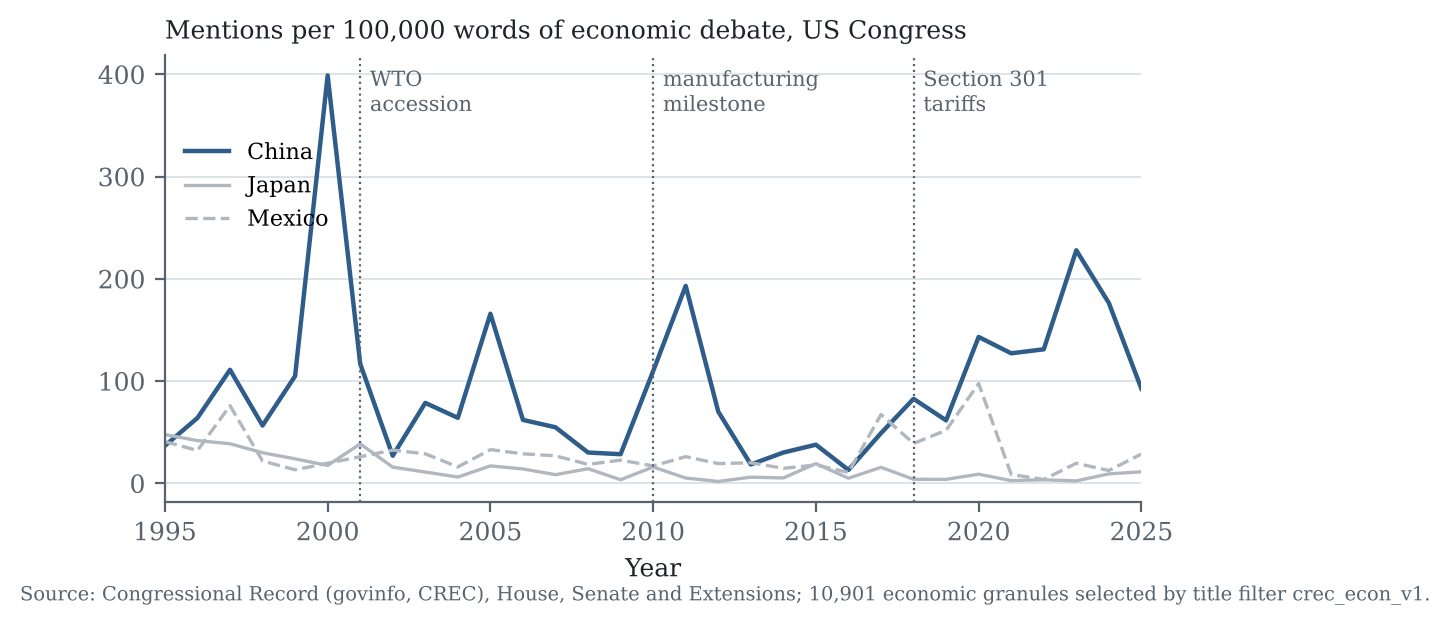 Mentions per 100,000 words of economic debate, US Congress
400
300
200
100
0
WTO
accession
manufacturing
milestone
Section 301
tariffs
China
Japan
Mexico
1995 2000 2005 2010 2015 2020 2025
Year
Source: Congressional Record (govinfo, CREC), House, Senate and Extensions; 10,901 economic granules selected by title filter crec_econ_v1.